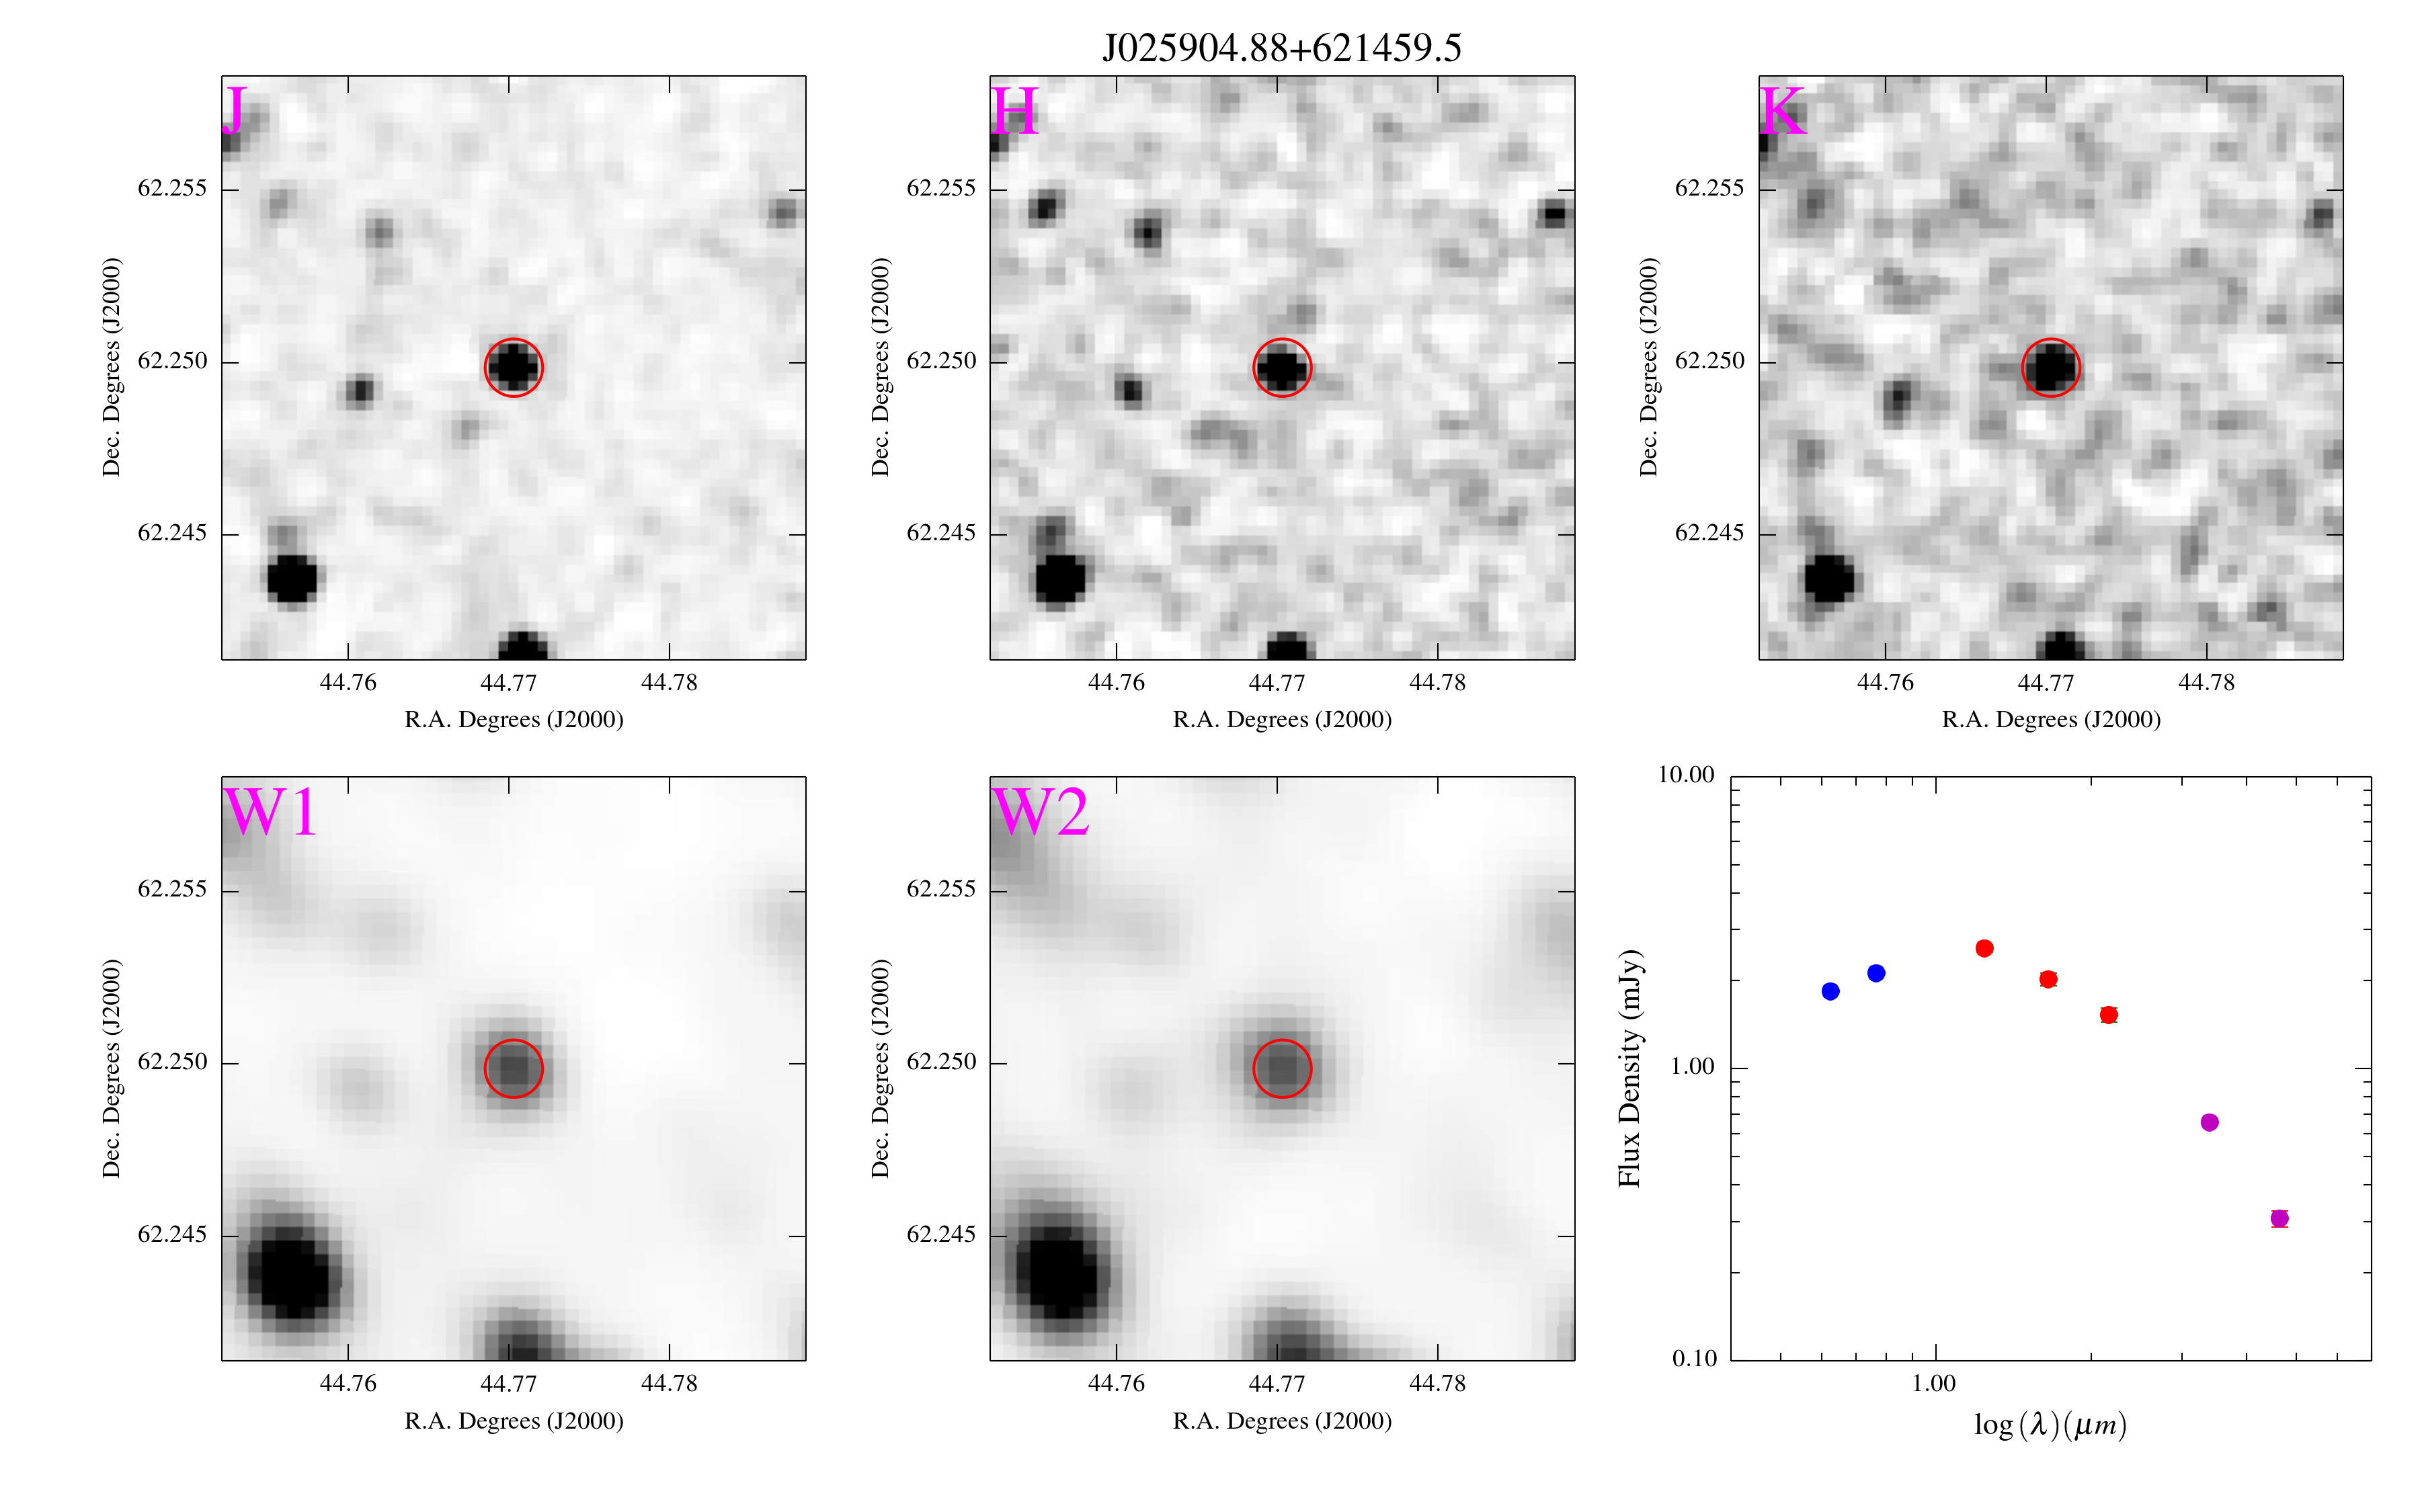 J025904.88+621459.5
J
H
K
62.255
62.250
62.245
Dec. Degrees (J2000)
44.76 44.77 44.78
R.A. Degrees (J2000)
62.255
62.250
62.245
Dec. Degrees (J2000)
44.76 44.77 44.78
R.A. Degrees (J2000)
62.255
62.250
62.245
Dec. Degrees (J2000)
44.76 44.77 44.78
R.A. Degrees (J2000)
W1
62.255
62.250
62.245
Dec. Degrees (J2000)
44.76 44.77 44.78
R.A. Degrees (J2000)
W2
62.255
62.250
62.245
Dec. Degrees (J2000)
44.76 44.77 44.78
R.A. Degrees (J2000)
10.00
1.00
0.10
Flux Density (mJy)
1.00
log(λ)(μm)